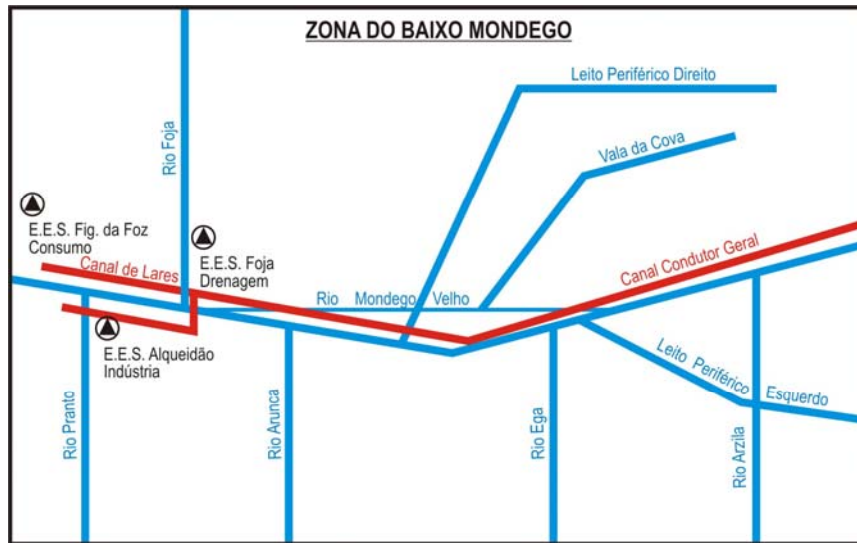 ZONA DO BAIXO MONDEGO
Leito Periférico Direito
Rio Foja
Vala da Cova
E.E.S. Fig. da Foz
Consumo
Canal de Lares
E.E.S. Foja
Drenagem
Canal Condutor Geral
Rio Mondego Velho
E.E.S. Alqueidão
Indústria
Leito Periférico Esquerdo
Rio Pranto
Rio Arunca
Rio Ega
Rio Arzila